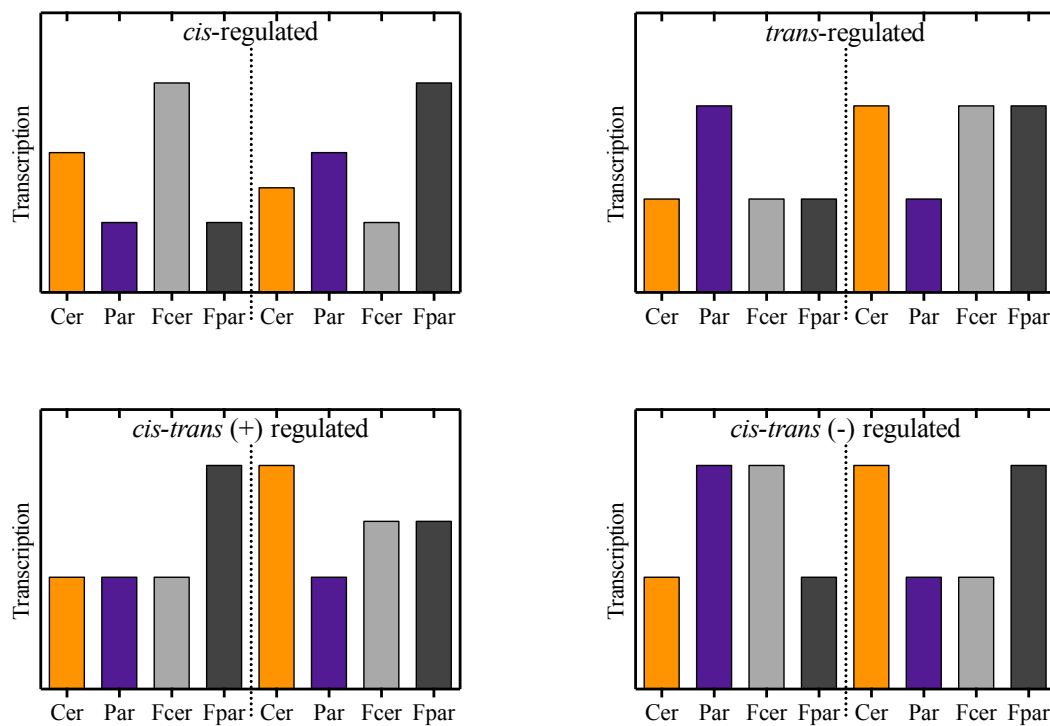 cis-regulated
Transcription
Cer Par Fcer Fpar Cer Par Fcer Fpar
trans-regulated
Transcription
Cer Par Fcer Fpar Cer Par Fcer Fpar
cis-trans (+) regulated
Transcription
Cer Par Fcer Fpar Cer Par Fcer Fpar
cis-trans (-) regulated
Transcription
Cer Par Fcer Fpar Cer Par Fcer Fpar